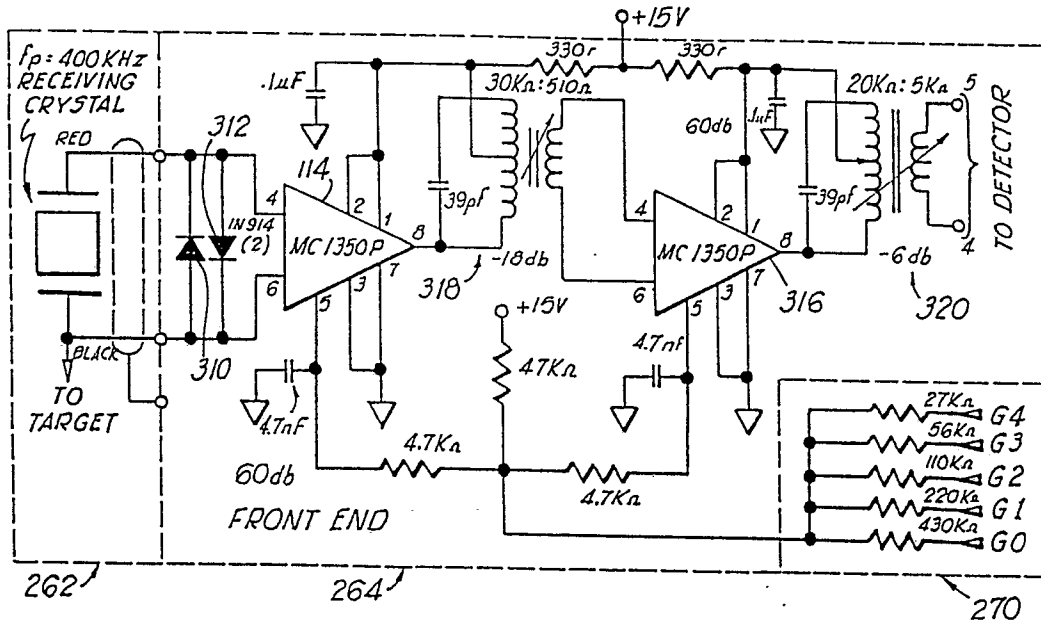 +15V
fp = 400KHz
RECEIVING
CRYSTAL
312
RED
.1uF
330r
330r
30KΩ:510Ω
20KΩ:5KΩ
5
60db
.1uF
114
4
2
1
IN914
(2)
MC1350P
8
39pf
4
2
1
MC1350P
8
39pf
TO DETECTOR
4
6
7
3
5
-18db
318
6
7
3
5
316
-6db
320
BLACK
310
TO
TARGET
+15V
4.7nF
47KΩ
4.7nF
4.7KΩ
60db
4.7KΩ
FRONT END
27KΩ G4
56KΩ G3
110KΩ G2
220KΩ G1
430KΩ G0
262
264
270